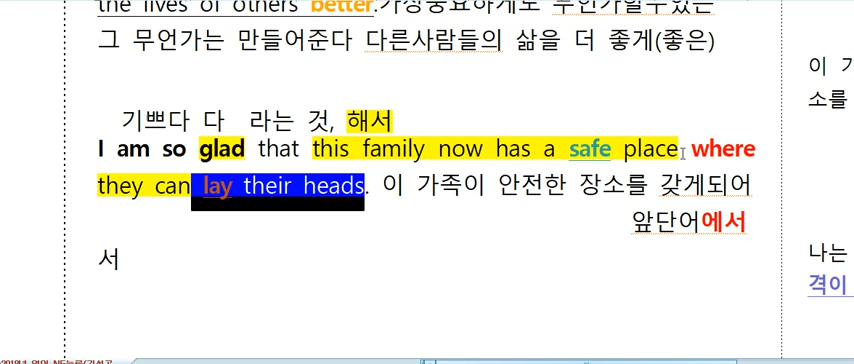 the lives of others better.가장중요하게도 무언가할수있는
그 무언가는 만들어준다 다른사람들의 삶을 더 좋게(좋은)
기쁘다 다 라는 것, 해서
I am so glad that this family now has a safe place where
they can lay their heads. 이 가족이 안전한 장소를 갖게되어
앞단어에서
서
이 가
소를
나는
격이